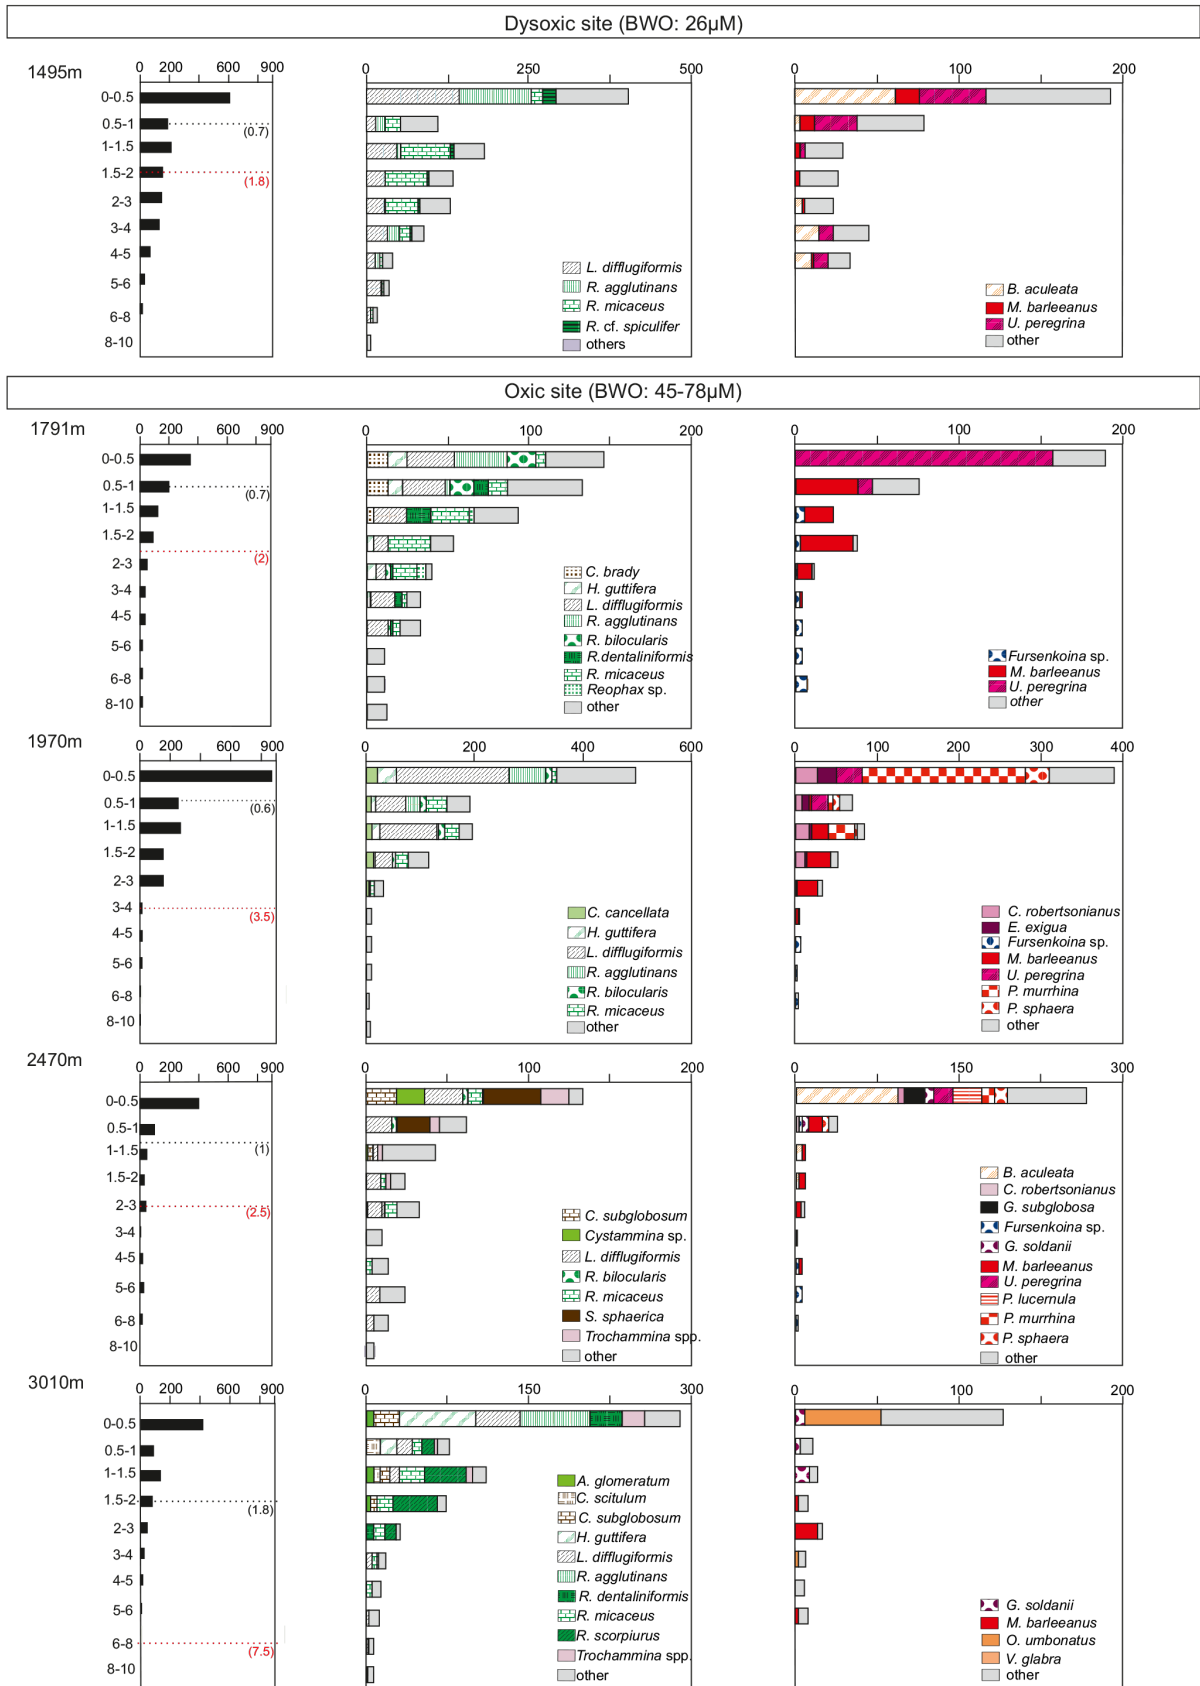 Dysoxic site (BWO: 26µM)
1495m
0 200 600 900
0 250 500
0 100 200
0-0.5
0.5-1
(0.7)
1-1.5
1.5-2
(1.8)
2-3
3-4
4-5
5-6
6-8
8-10
L. difflugiformis
R. agglutinans
R. micaceus
R. cf. spiculifer
others
B. aculeata
M. barleeanus
U. peregrina
other
Oxic site (BWO: 45-78µM)
1791m
0 200 600 900
0 100 200
0 100 200
0-0.5
0.5-1
(0.7)
1-1.5
1.5-2
(2)
2-3
3-4
4-5
5-6
6-8
8-10
C. brady
H. guttifera
L. difflugiformis
R. agglutinans
R. bilocularis
R.dentaliniformis
R. micaceus
Reophax sp.
other
Fursenkoina sp.
M. barleeanus
U. peregrina
other
1970m
0 200 600 900
0 200 400 600
0 100 200 300 400
0-0.5
0.5-1
(0.6)
1-1.5
1.5-2
2-3
3-4
(3.5)
4-5
5-6
6-8
8-10
C. cancellata
H. guttifera
L. difflugiformis
R. agglutinans
R. bilocularis
R. micaceus
other
C. robertsonianus
E. exigua
Fursenkoina sp.
M. barleeanus
U. peregrina
P. murrhina
P. sphaera
other
2470m
0 200 600 900
0 100 200
0 150 300
0-0.5
0.5-1
(1)
1-1.5
1.5-2
2-3
(2.5)
3-4
4-5
5-6
6-8
8-10
C. subglobosum
Cystammina sp.
L. difflugiformis
R. bilocularis
R. micaceus
S. sphaerica
Trochammina spp.
other
B. aculeata
C. robertsonianus
G. subglobosa
Fursenkoina sp.
G. soldanii
M. barleeanus
U. peregrina
P. lucernula
P. murrhina
P. sphaera
other
3010m
0 200 600 900
0 150 300
0 100 200
0-0.5
0.5-1
1-1.5
1.5-2
(1.8)
2-3
3-4
4-5
5-6
6-8
(7.5)
8-10
A. glomeratum
C. scitulum
C. subglobosum
H. guttifera
L. difflugiformis
R. agglutinans
R. dentaliniformis
R. micaceus
R. scorpiurus
Trochammina spp.
other
G. soldanii
M. barleeanus
O. umbonatus
V. glabra
other